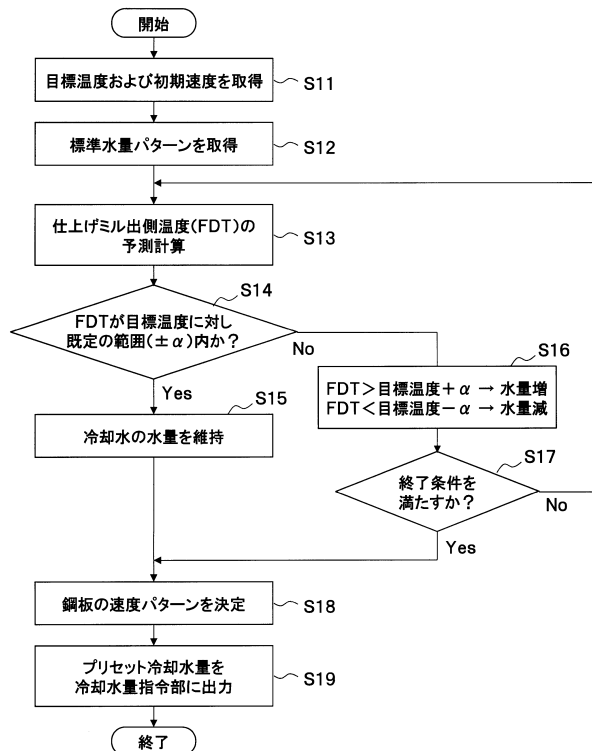 開始
目標温度および初期速度を取得
S11
標準水量パターンを取得
S12
仕上げミル出側温度(FDT)の
予測計算
S13
S14
FDTが目標温度に対し
既定の範囲(±α)内か？
No
Yes
S16
FDT＞目標温度＋α → 水量増
FDT＜目標温度－α → 水量減
S15
冷却水の水量を維持
S17
終了条件を
満たすか？
No
Yes
鋼板の速度パターンを決定
S18
プリセット冷却水量を
冷却水量指令部に出力
S19
終了